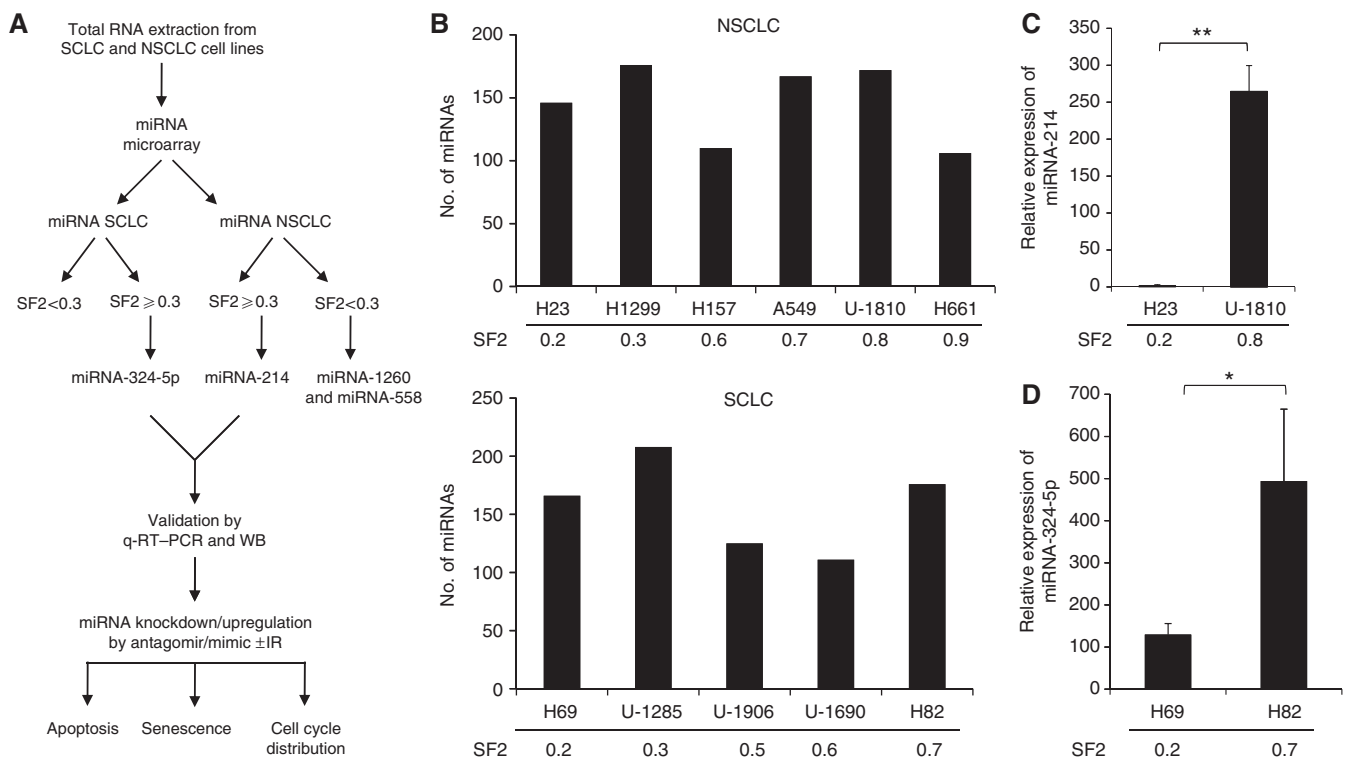 A
Total RNA extraction from
SCLC and NSCLC cell lines
miRNA
microarray
miRNA SCLC
miRNA NSCLC
SF2<0.3
SF2⩾0.3
SF2⩾0.3
SF2<0.3
miRNA-324-5p
miRNA-214
miRNA-1260
and miRNA-558
Validation by
q-RT–PCR and WB
miRNA knockdown/upregulation
by antagomir/mimic ±IR
Apoptosis
Senescence
Cell cycle
distribution
B
NSCLC
No. of miRNAs
200
150
100
50
0
H23 H1299 H157 A549 U-1810 H661
SF2 0.2 0.3 0.6 0.7 0.8 0.9
SCLC
No. of miRNAs
250
200
150
100
50
0
H69 U-1285 U-1906 U-1690 H82
SF2 0.2 0.3 0.5 0.6 0.7
C
**
Relative expression of
miRNA-214
350
300
250
200
150
100
50
0
H23 U-1810
SF2 0.2 0.8
D
*
Relative expression of
miRNA-324-5p
700
600
500
400
300
200
100
0
H69 H82
SF2 0.2 0.7